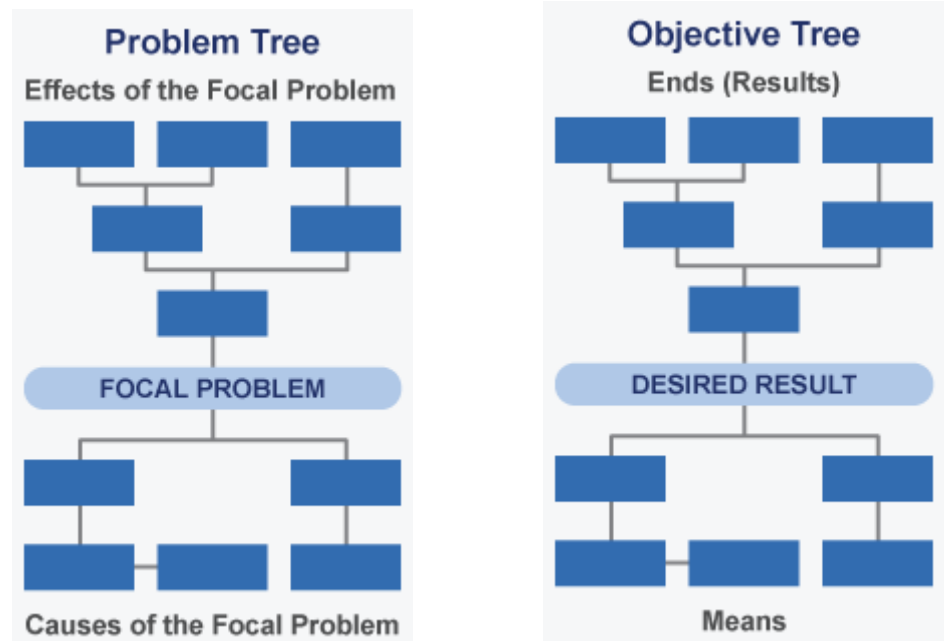 Problem Tree
Effects of the Focal Problem
FOCAL PROBLEM
Causes of the Focal Problem
Objective Tree
Ends (Results)
DESIRED RESULT
Means